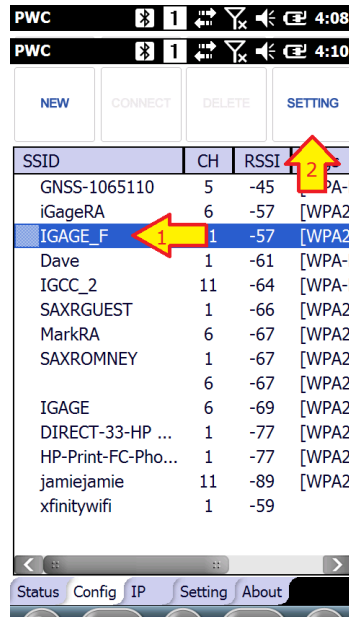 PWC 1 4:08
PWC 1 4:10
NEW CONNECT DELETE SETTING
SSID CH RSSI
GNSS-1065110 5 -45 [WPA-
iGageRA 6 -57 [WPA2
IGAGE_F 1 1 -57 [WPA2
2
Dave 1 -61 [WPA-
IGCC_2 11 -64 [WPA-
SAXRGUEST 1 -66 [WPA2
MarkRA 6 -67 [WPA2
SAXROMNEY 1 -67 [WPA2
6 -67 [WPA2
IGAGE 6 -69 [WPA2
DIRECT-33-HP ... 1 -77 [WPA2
HP-Print-FC-Pho... 1 -77 [WPA2
jamiejamie 11 -89 [WPA2
xfinitywifi 1 -59
Status Config IP Setting About